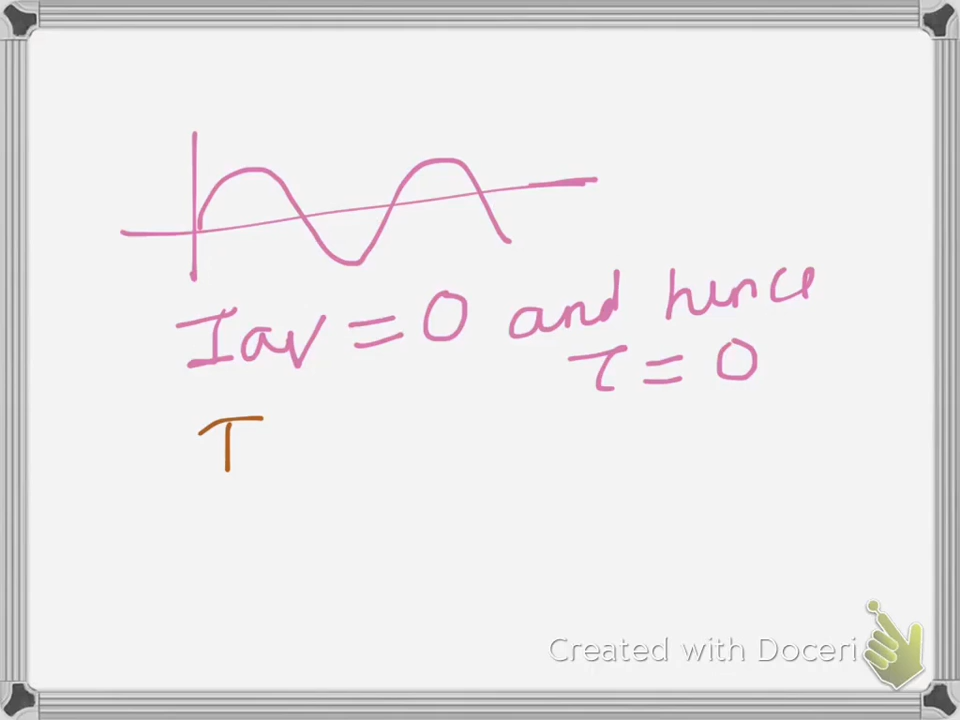 Iav = 0 and hence
τ = 0
T
Created with Doceri